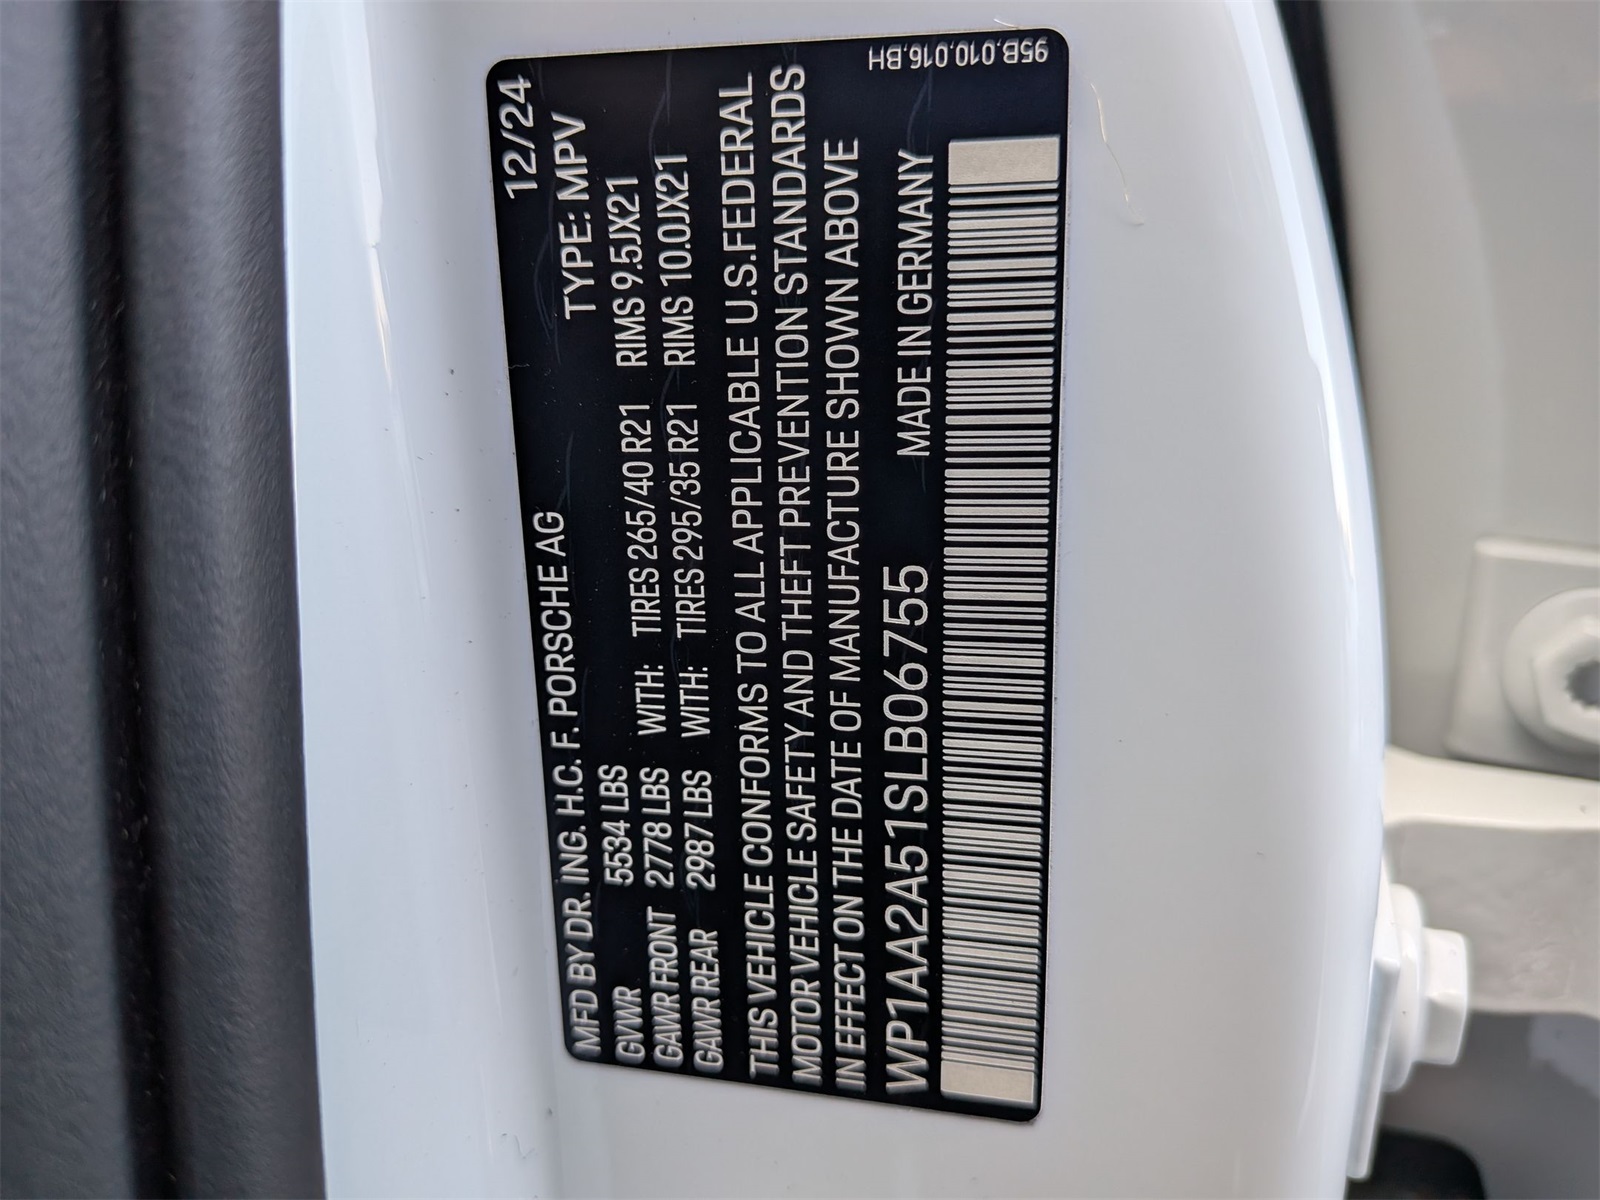 MFD BY DR. ING. H.C. F. PORSCHE AG 12/24
GVWR 5534 LBS TYPE: MPV
GAWR FRONT 2778 LBS WITH: TIRES 265/40 R21 RIMS 9.5JX21
GAWR REAR 2987 LBS WITH: TIRES 295/35 R21 RIMS 10.0JX21
THIS VEHICLE CONFORMS TO ALL APPLICABLE U.S.FEDERAL
MOTOR VEHICLE SAFETY AND THEFT PREVENTION STANDARDS
IN EFFECT ON THE DATE OF MANUFACTURE SHOWN ABOVE
WP1AA2A51SLB06755 MADE IN GERMANY
95B.010.016.BH